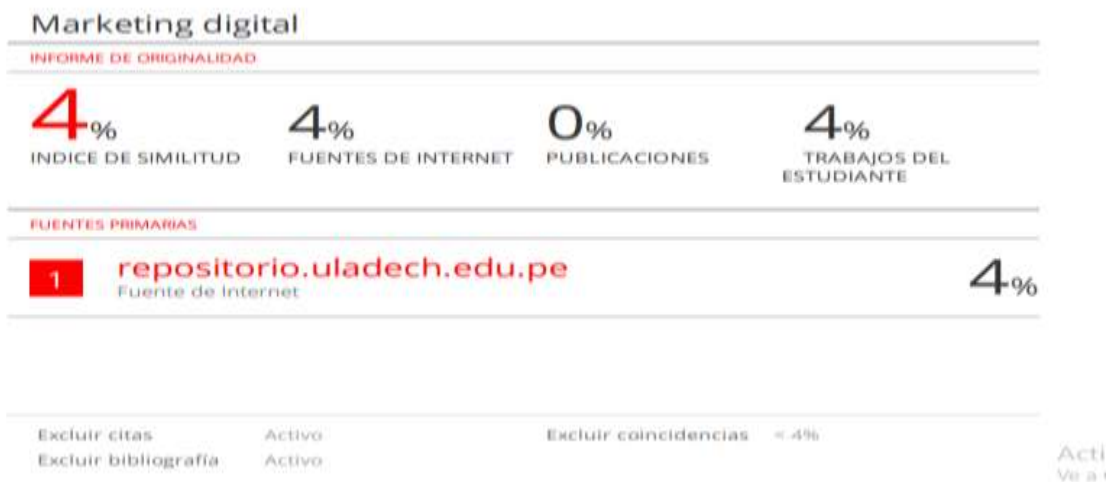 Marketing digital
INFORME DE ORIGINALIDAD
4% 4% 0% 4%
INDICE DE SIMILITUD FUENTES DE INTERNET PUBLICACIONES TRABAJOS DEL
ESTUDIANTE
FUENTES PRIMARIAS
1 repositorio.uladech.edu.pe 4%
Fuente de Internet
Excluir citas Activo Excluir coincidencias < 4%
Excluir bibliografía Activo
Acti
Ve a